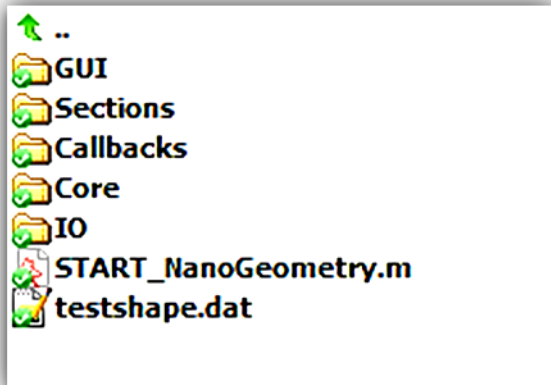 ..
GUI
Sections
Callbacks
Core
IO
START_NanoGeometry.m
testshape.dat